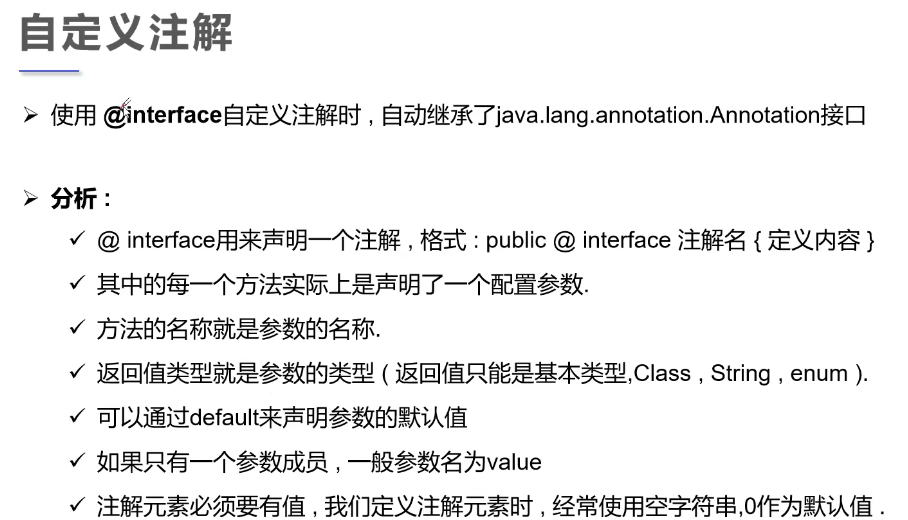 自定义注解
使用 @interface自定义注解时 , 自动继承了java.lang.annotation.Annotation接口
分析 :
@ interface用来声明一个注解 , 格式 : public @ interface 注解名 { 定义内容 }
其中的每一个方法实际上是声明了一个配置参数.
方法的名称就是参数的名称.
返回值类型就是参数的类型 ( 返回值只能是基本类型,Class , String , enum ).
可以通过default来声明参数的默认值
如果只有一个参数成员 , 一般参数名为value
注解元素必须要有值 , 我们定义注解元素时 , 经常使用空字符串,0作为默认值 .